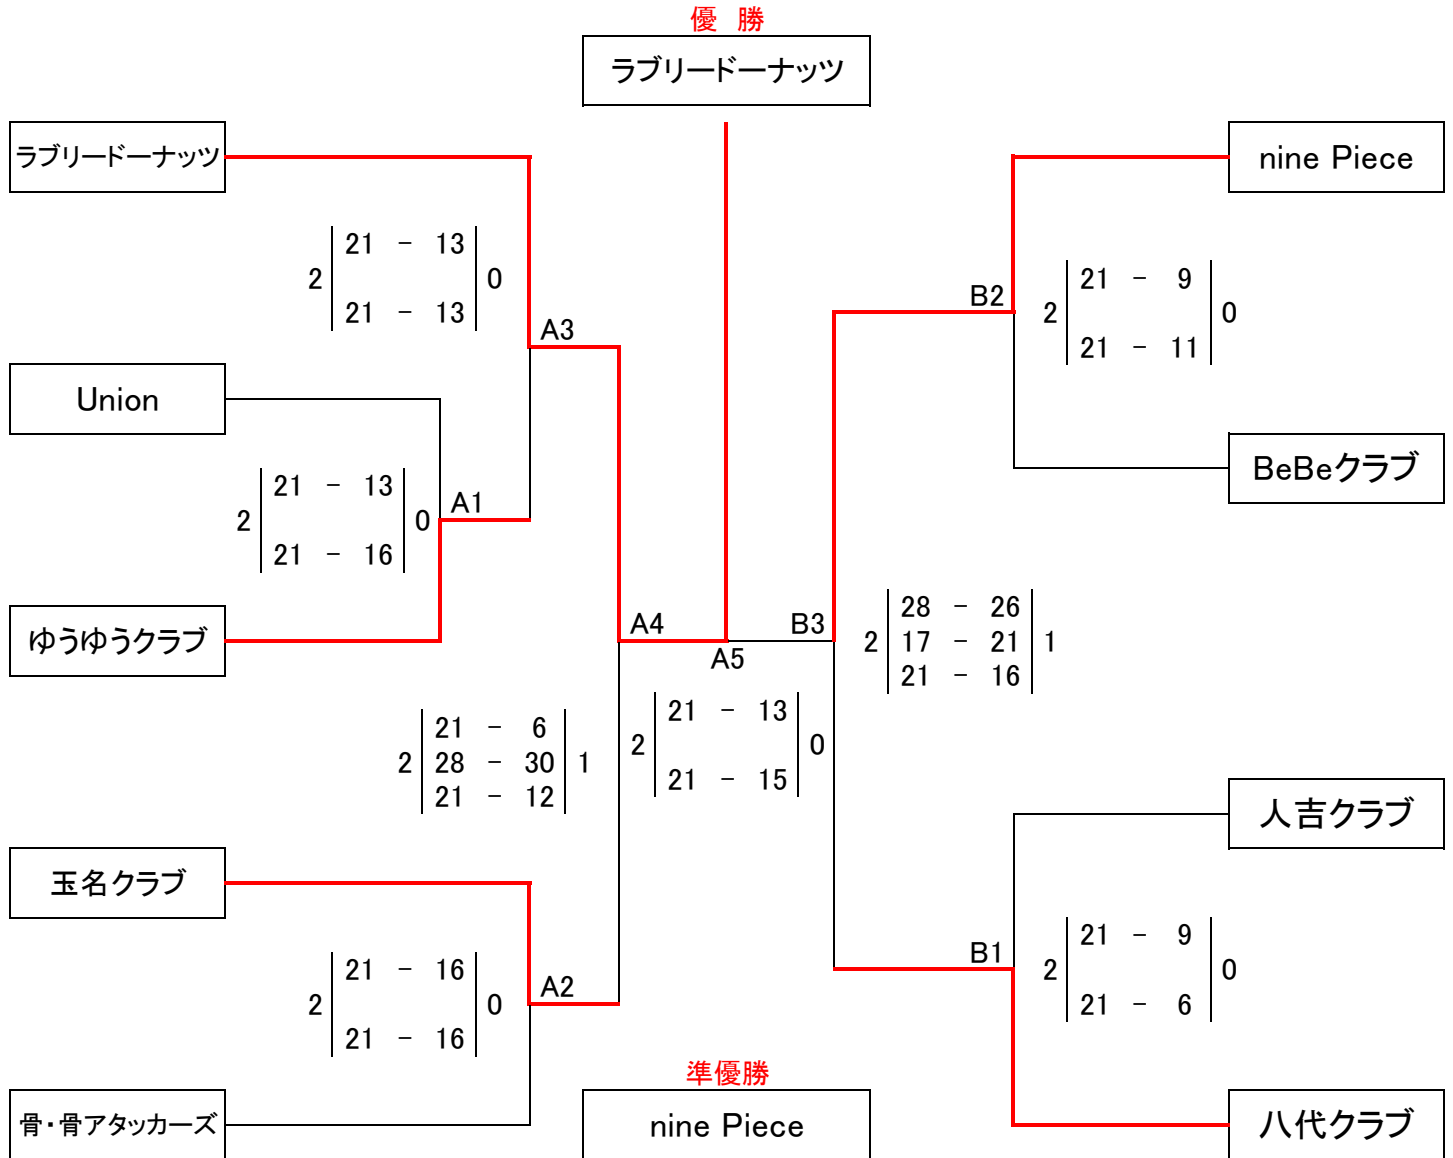 優 勝
ラブリードーナッツ
ラブリードーナッツ
21 - 13
2 0
21 - 13
A3
Union
21 - 13
2 0
21 - 16
A1
ゆうゆうクラブ
A4
21 - 6
2 28 - 30 1
21 - 12
玉名クラブ
21 - 16
2 0
21 - 16
A2
骨・骨アタッカーズ
A5
21 - 13
2 0
21 - 15
nine Piece
B2
21 - 9
2 0
21 - 11
BeBeクラブ
B3
28 - 26
2 17 - 21 1
21 - 16
人吉クラブ
B1
21 - 9
2 0
21 - 6
八代クラブ
準優勝
nine Piece